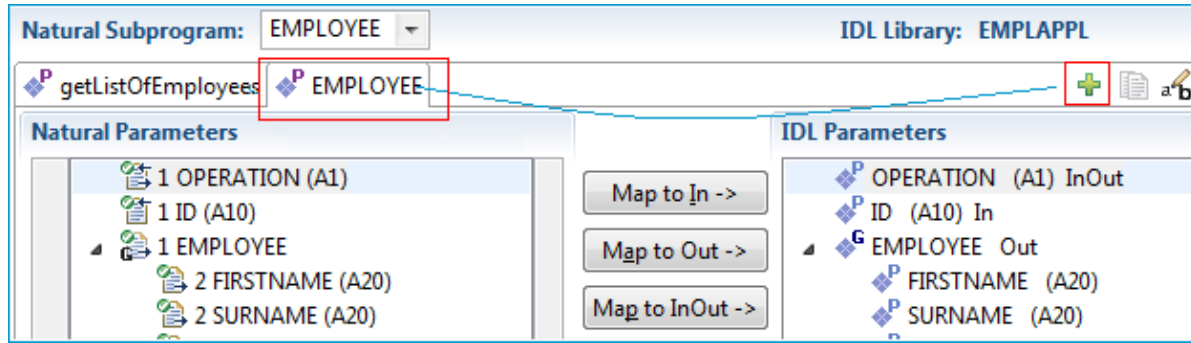 Natural Subprogram: EMPLOYEE IDL Library: EMPLAPPL
getListOfEmployees EMPLOYEE
Natural Parameters IDL Parameters
1 OPERATION (A1) Map to In -> OPERATION (A1) InOut
1 ID (A10) ID (A10) In
1 EMPLOYEE Map to Out -> EMPLOYEE Out
2 FIRSTNAME (A20) FIRSTNAME (A20)
2 SURNAME (A20) Map to InOut -> SURNAME (A20)